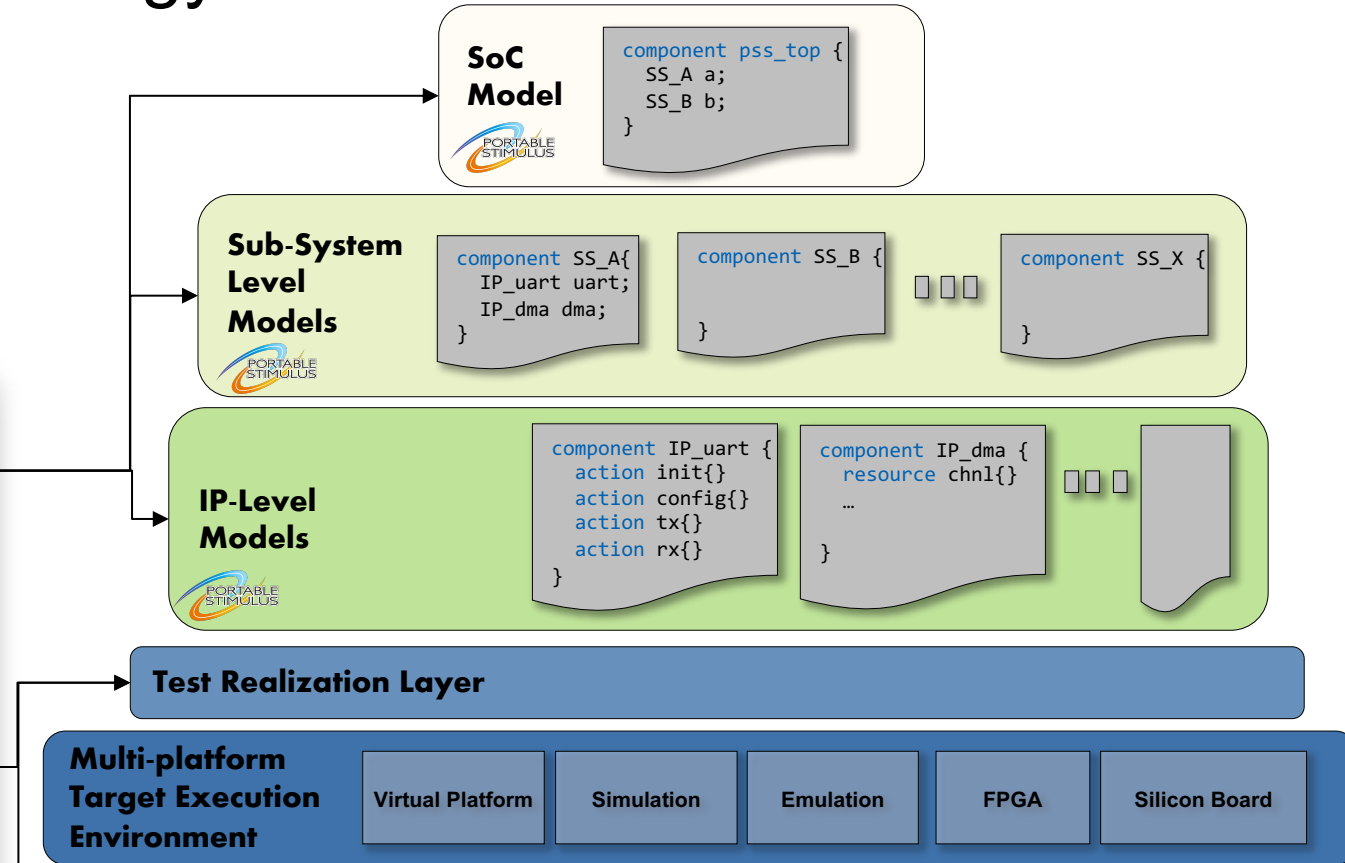 gy
SoC
Model
PORTABLE
STIMULUS
component pss_top {
  SS_A a;
  SS_B b;
}
Sub-System
Level
Models
PORTABLE
STIMULUS
component SS_A{
  IP_uart uart;
  IP_dma dma;
}
component SS_B {
}
component SS_X {
}
IP-Level
Models
PORTABLE
STIMULUS
component IP_uart {
  action init{}
  action config{}
  action tx{}
  action rx{}
}
component IP_dma {
  resource chnl{}
  …
}
Test Realization Layer
Multi-platform
Target Execution
Environment
Virtual Platform
Simulation
Emulation
FPGA
Silicon Board